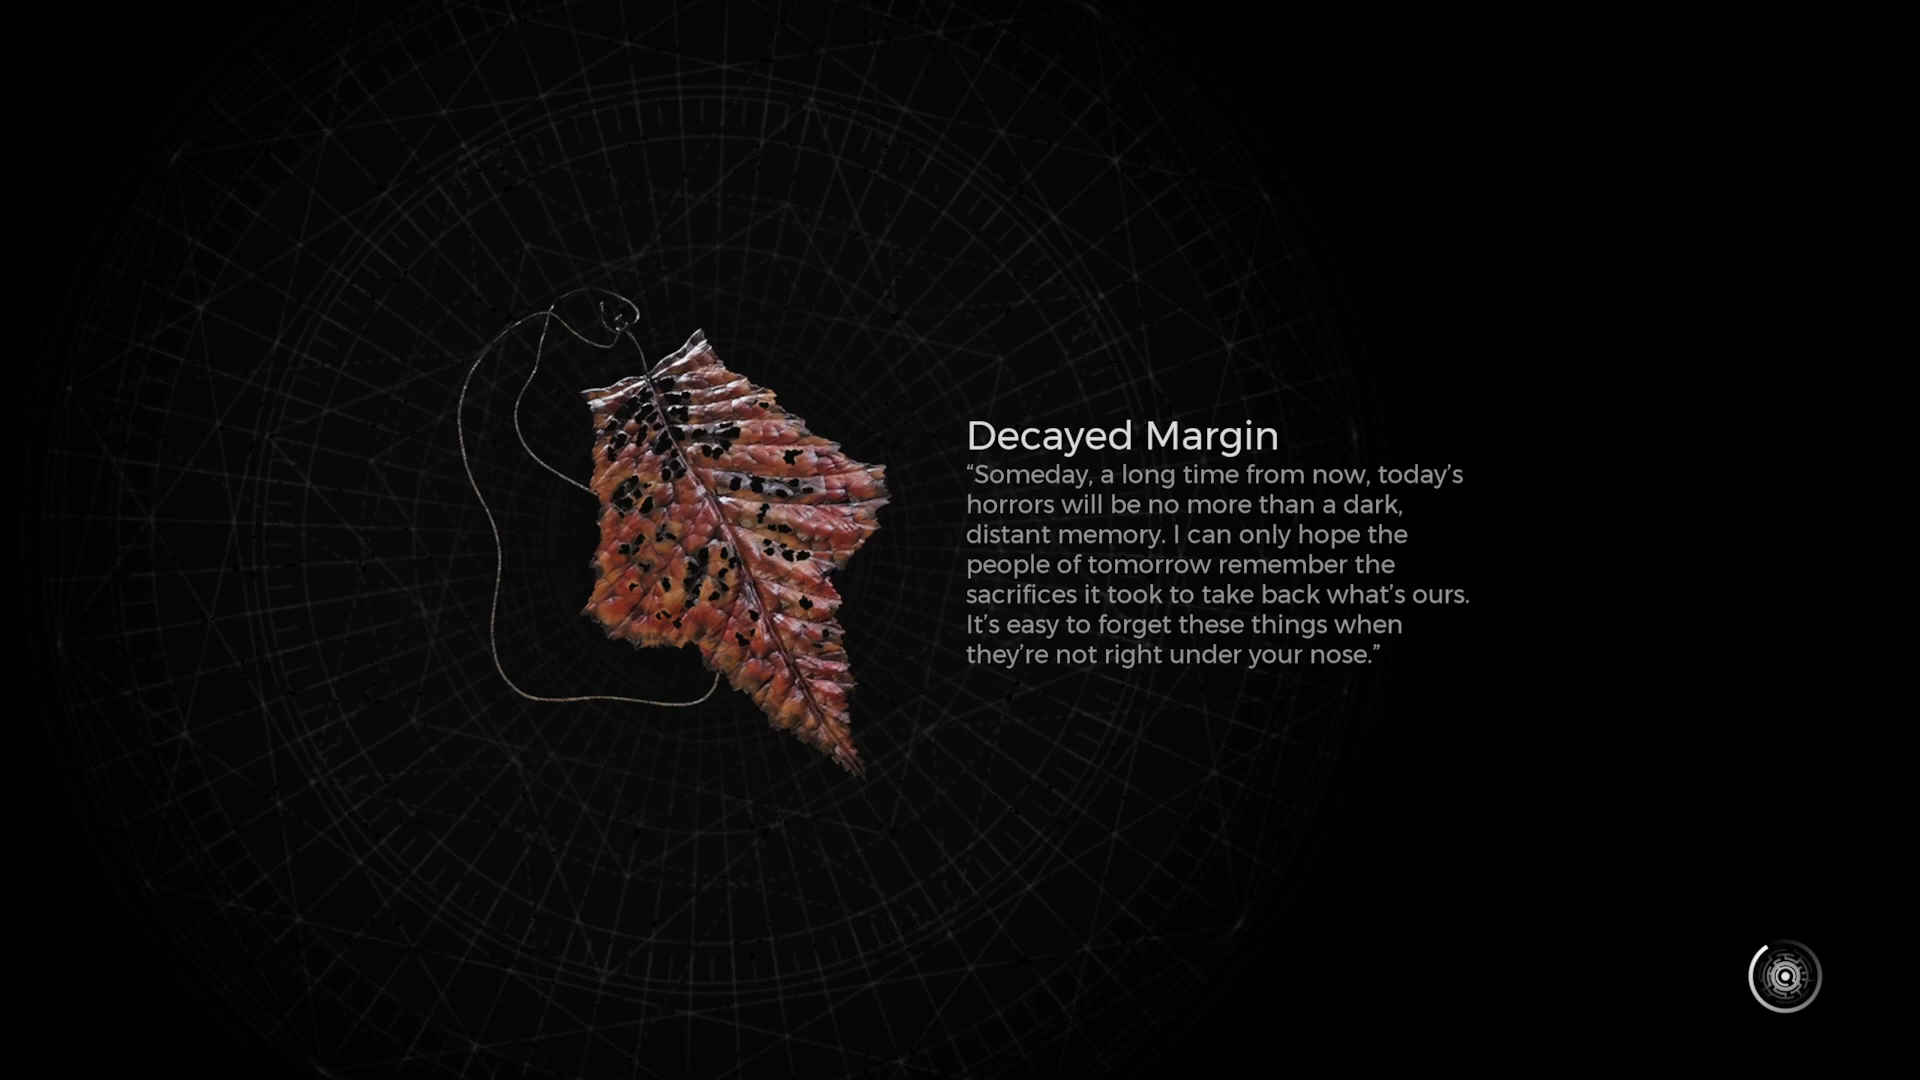 Decayed Margin
“Someday, a long time from now, today’s
horrors will be no more than a dark,
distant memory. I can only hope the
people of tomorrow remember the
sacrifices it took to take back what’s ours.
It’s easy to forget these things when
they’re not right under your nose.”